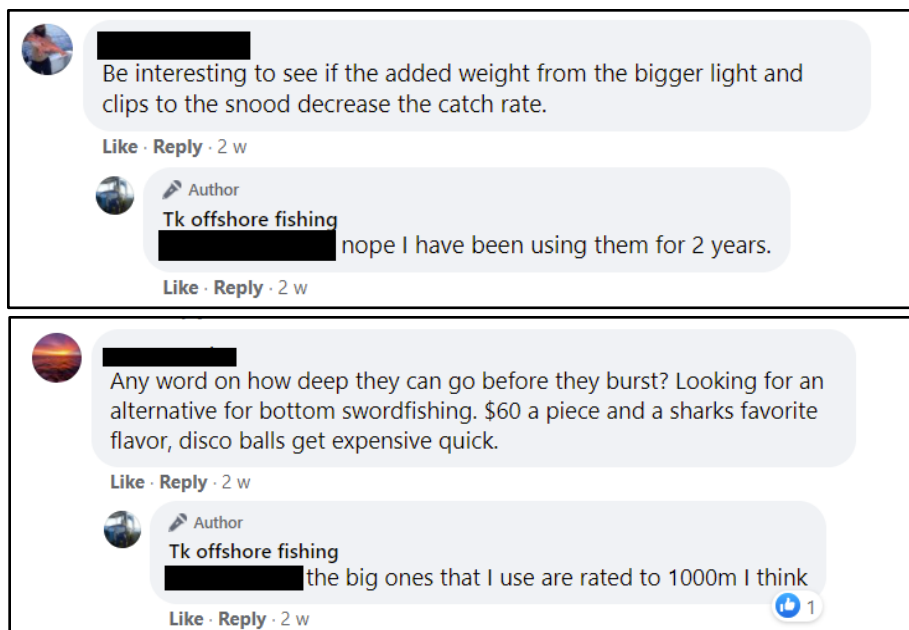 Be interesting to see if the added weight from the bigger light and
clips to the snood decrease the catch rate.
Like · Reply · 2 w
Author
Tk offshore fishing
nope I have been using them for 2 years.
Like · Reply · 2 w
Any word on how deep they can go before they burst? Looking for an
alternative for bottom swordfishing. $60 a piece and a sharks favorite
flavor, disco balls get expensive quick.
Like · Reply · 2 w
Author
Tk offshore fishing
the big ones that I use are rated to 1000m I think
1
Like · Reply · 2 w